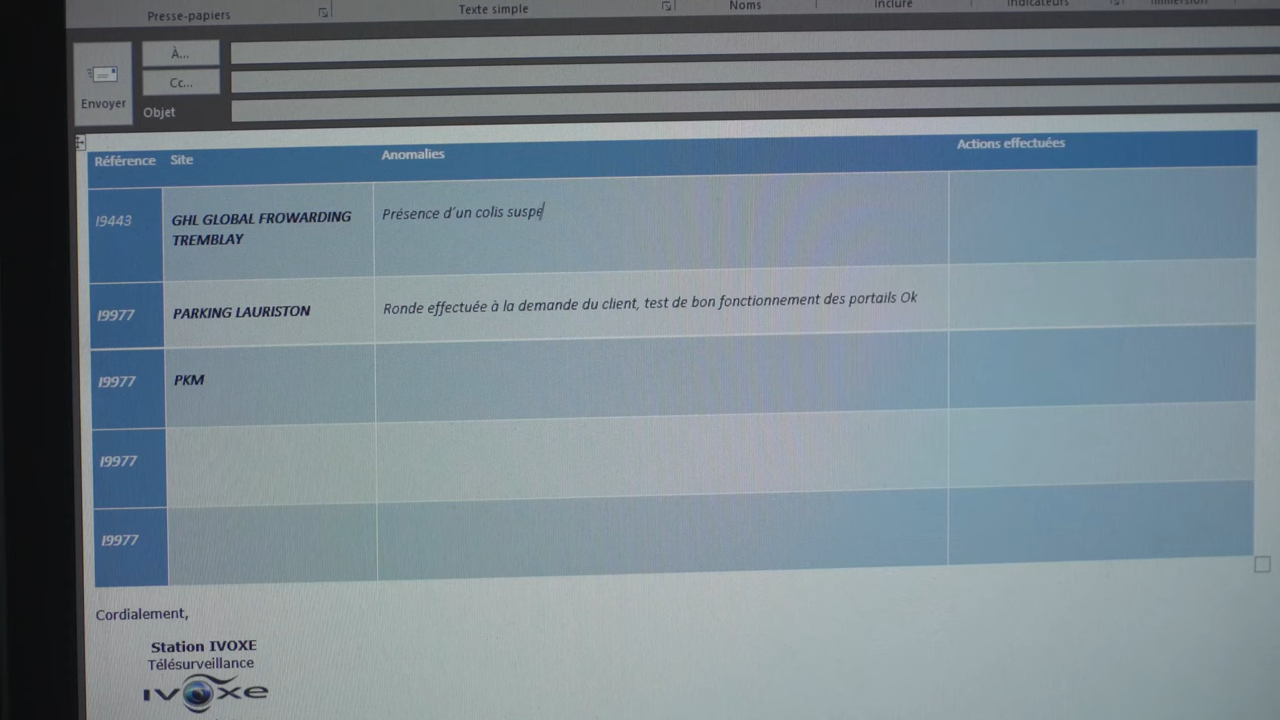 Presse-papiers
Texte simple
Noms
Inclure
Indicateurs
Immersion
Envoyer
À...
Cc...
Objet
Référence Site Anomalies Actions effectuées
I9443 GHL GLOBAL FROWARDING Présence d'un colis suspe
TREMBLAY
I9977 PARKING LAURISTON Ronde effectuée à la demande du client, test de bon fonctionnement des portails Ok
I9977 PKM
I9977
I9977
Cordialement,
Station IVOXE
Télésurveillance
IVOXE